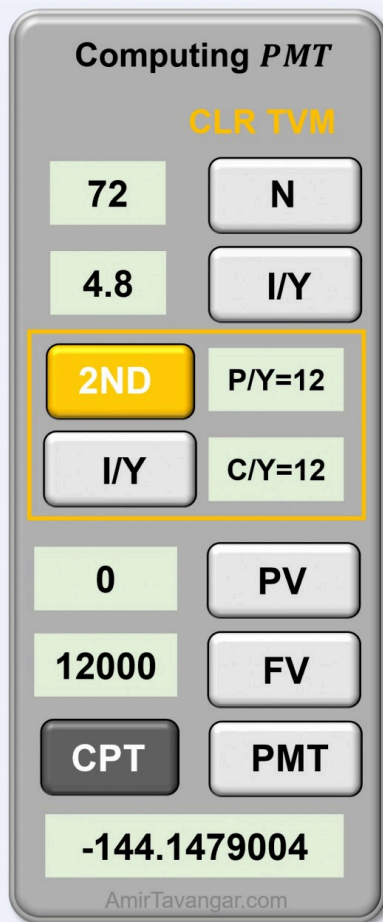 Computing PMT
CLR TVM
72 N
4.8 I/Y
2ND P/Y=12
I/Y C/Y=12
0 PV
12000 FV
CPT PMT
-144.1479004
AmirTavangar.com